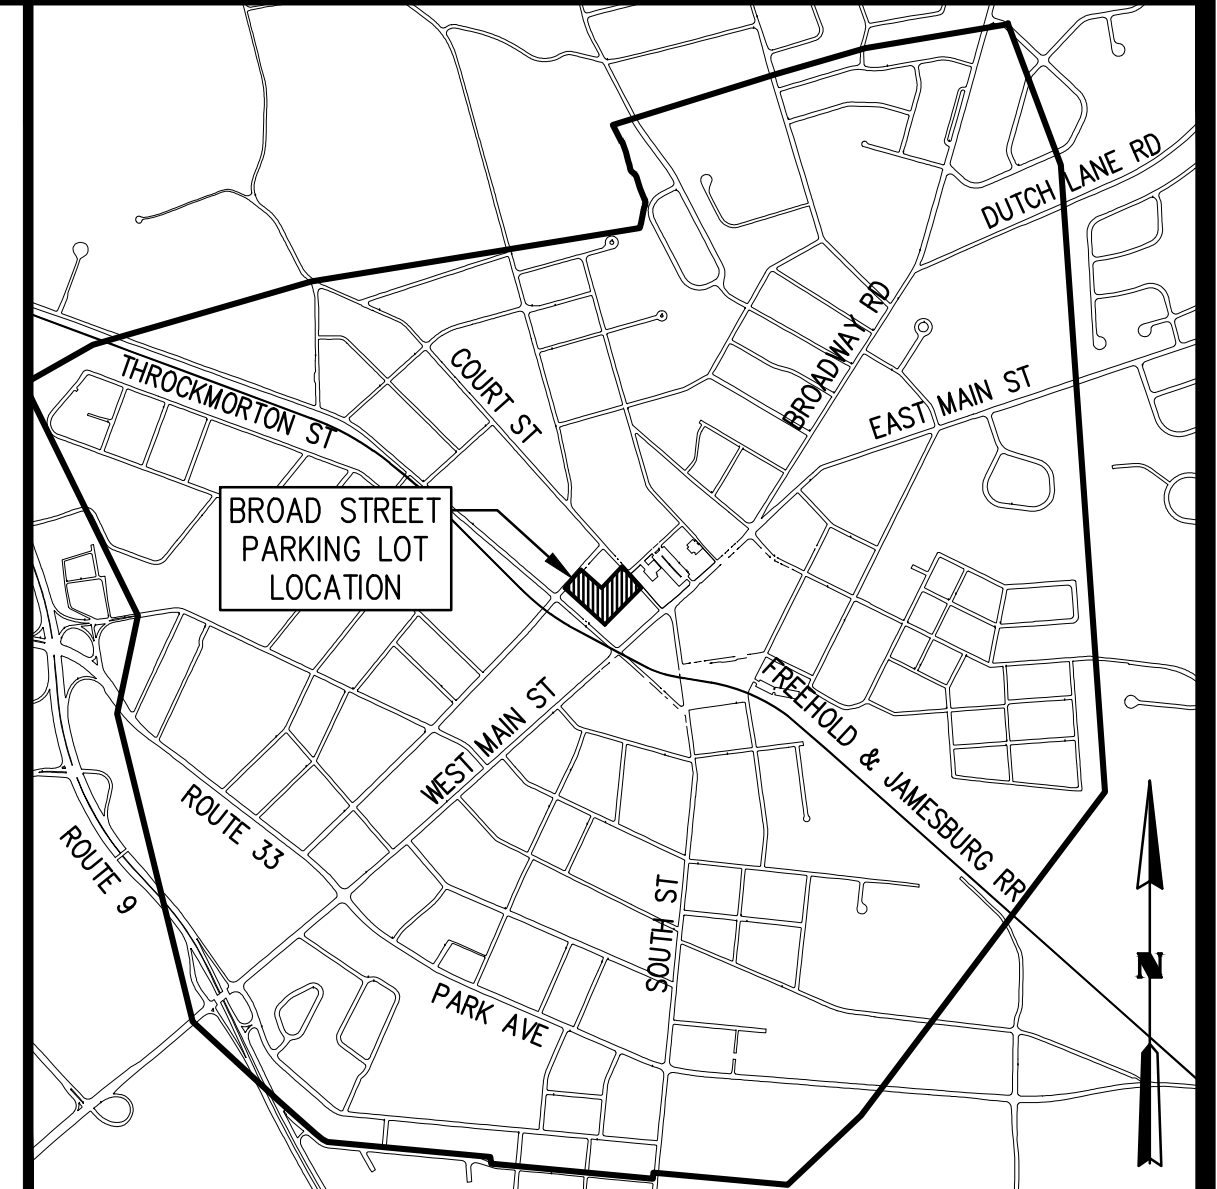 DUTCH LANE RD
BROADWAY RD
COURT ST
THROCKMORTON ST
EAST MAIN ST
BROAD STREET
PARKING LOT
LOCATION
FREEHOLD & JAMESBURG RR
WEST MAIN ST
ROUTE 33
ROUTE 9
SOUTH ST
PARK AVE
N